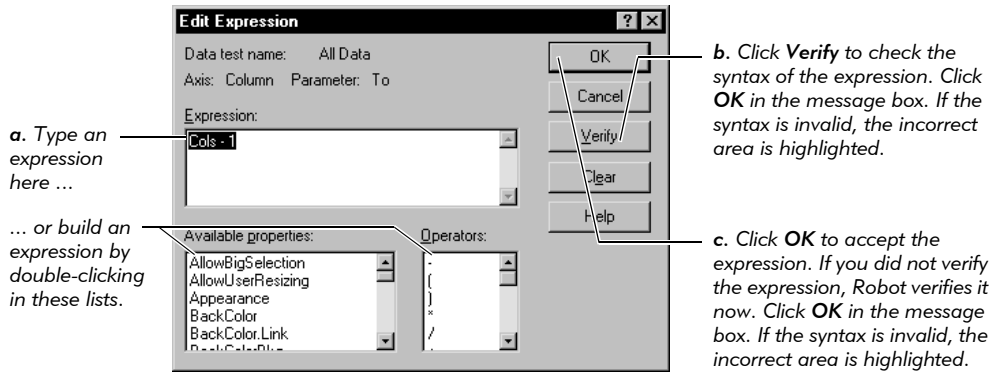 Edit Expression
Data test name: All Data
Axis: Column Parameter: To
Expression:
Cols - 1
Available properties:
AllowBigSelection
AllowUserResizing
Appearance
BackColor
BackColor.Link
BackColorBkg
Operators:
-
(
)
*
/
OK
Cancel
Verify
Clear
Help
a. Type an
expression
here ...
... or build an
expression by
double-clicking
in these lists.
b. Click Verify to check the
syntax of the expression. Click
OK in the message box. If the
syntax is invalid, the incorrect
area is highlighted.
c. Click OK to accept the
expression. If you did not verify
the expression, Robot verifies it
now. Click OK in the message
box. If the syntax is invalid, the
incorrect area is highlighted.